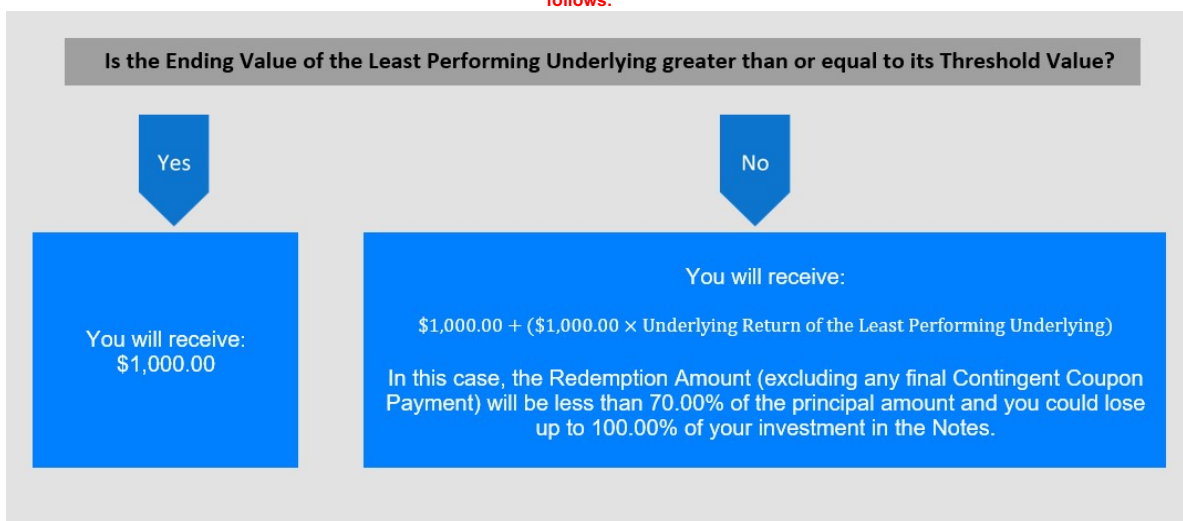 follows:
Is the Ending Value of the Least Performing Underlying greater than or equal to its Threshold Value?
Yes
No
You will receive:
$1,000.00
You will receive:
$1,000.00 + ($1,000.00 × Underlying Return of the Least Performing Underlying)
In this case, the Redemption Amount (excluding any final Contingent Coupon
Payment) will be less than 70.00% of the principal amount and you could lose
up to 100.00% of your investment in the Notes.